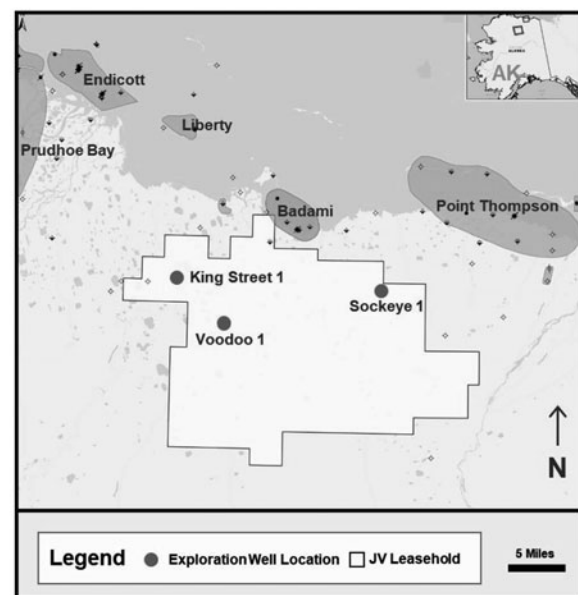 ALASKA
AK
Endicott
Liberty
Prudhoe Bay
Badami
Point Thompson
King Street 1
Sockeye 1
Voodoo 1
N
Legend
Exploration Well Location
JV Leasehold
5 Miles